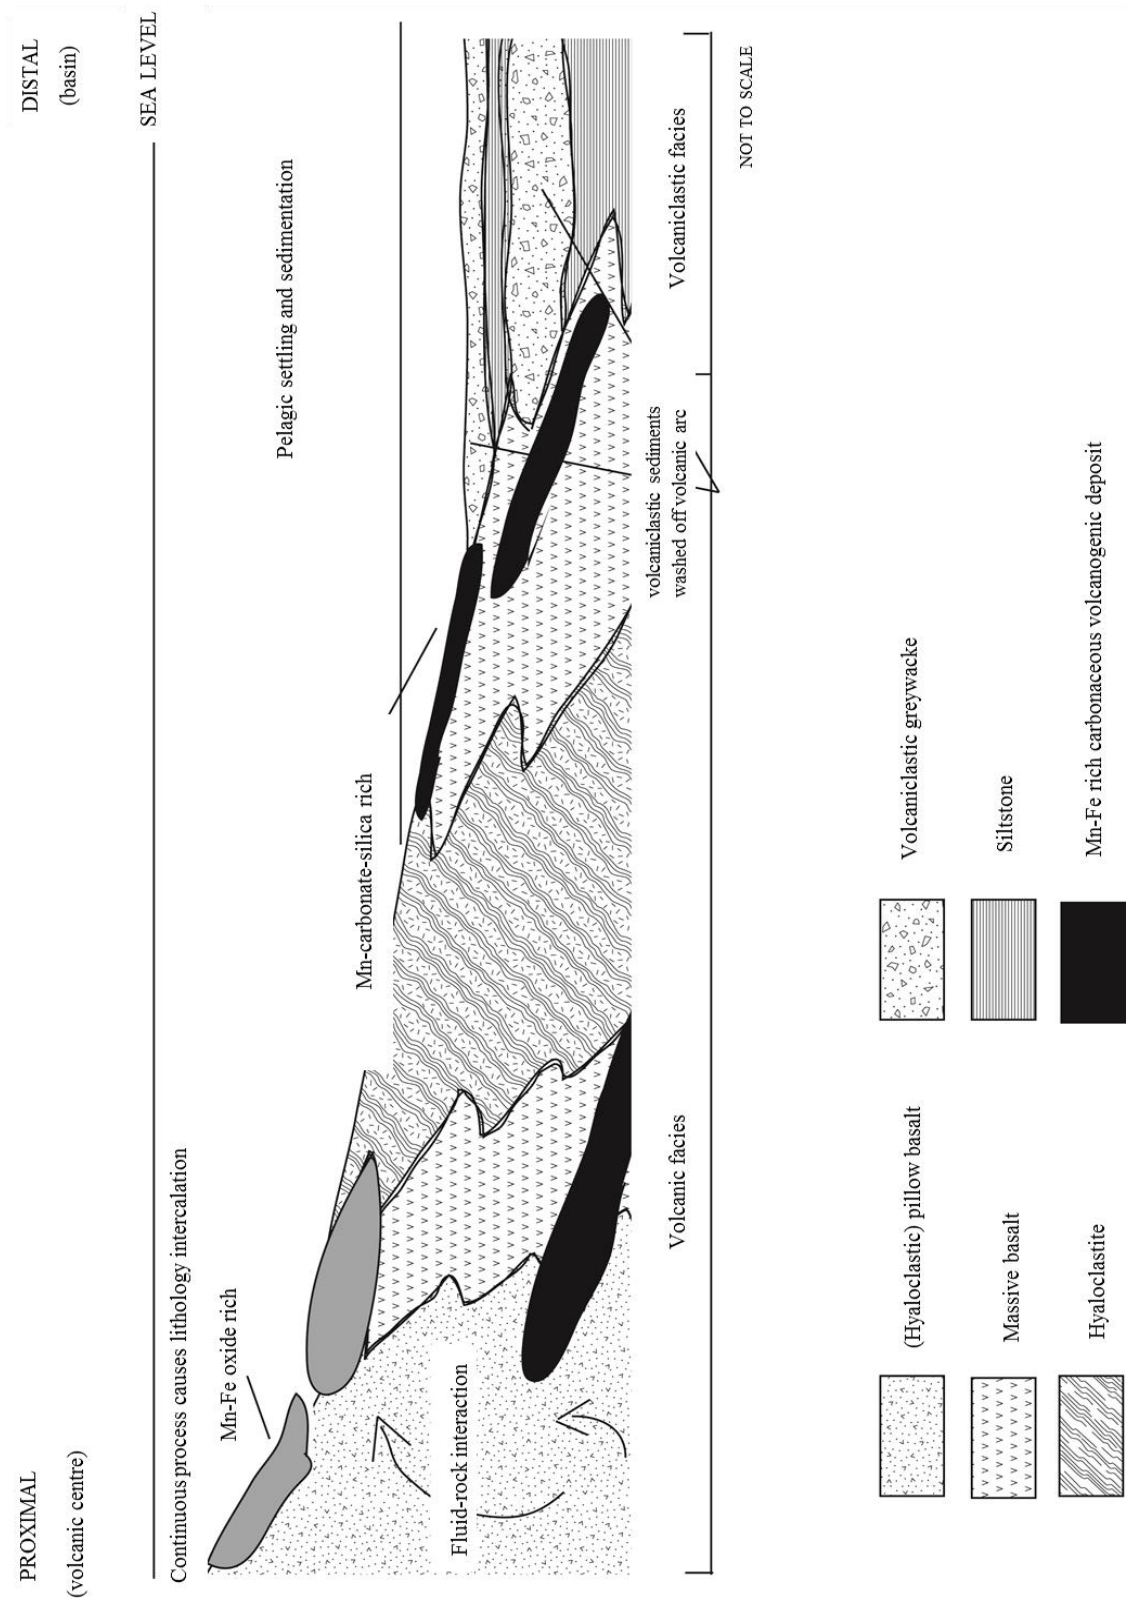 PROXIMAL
(volcanic centre)
DISTAL
(basin)
SEA LEVEL
Continuous process causes lithology intercalation
Pelagic settling and sedimentation
Mn-Fe oxide rich
Mn-carbonate-silica rich
Fluid-rock interaction
volcaniclastic sediments
washed off volcanic arc
Volcanic facies
Volcaniclastic facies
NOT TO SCALE
(Hyaloclastic) pillow basalt
Volcaniclastic greywacke
Massive basalt
Siltstone
Hyaloclastite
Mn-Fe rich carbonaceous volcanogenic deposit